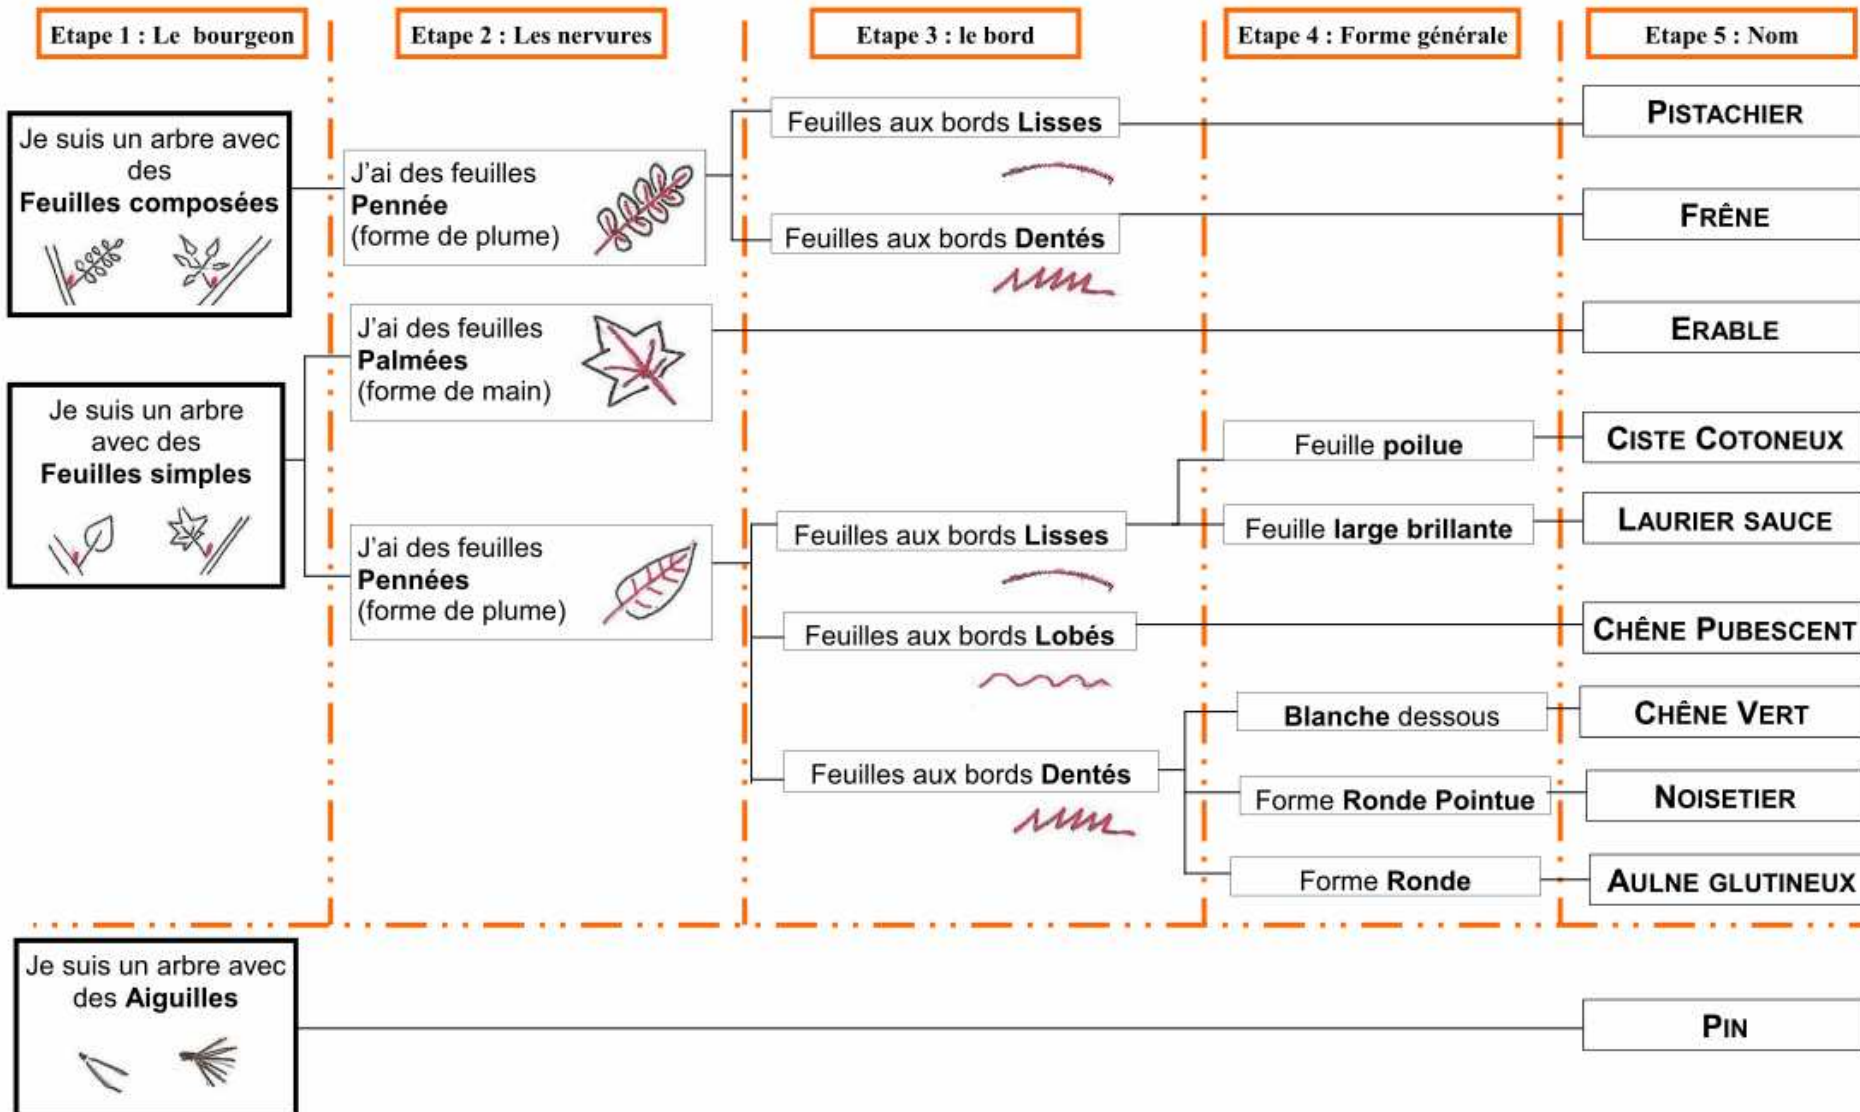 Etape 1 : Le bourgeon
Etape 2 : Les nervures
Etape 3 : le bord
Etape 4 : Forme générale
Etape 5 : Nom
Je suis un arbre avec
des
Feuilles composées
J'ai des feuilles
Pennée
(forme de plume)
Feuilles aux bords Lisses
PISTACHIER
Feuilles aux bords Dentés
FRÊNE
Je suis un arbre
avec des
Feuilles simples
J'ai des feuilles
Palmées
(forme de main)
ERABLE
J'ai des feuilles
Pennées
(forme de plume)
Feuilles aux bords Lisses
Feuille poilue
CISTE COTONEUX
Feuille large brillante
LAURIER SAUCE
Feuilles aux bords Lobés
CHÊNE PUBESCENT
Feuilles aux bords Dentés
Blanche dessous
CHÊNE VERT
Forme Ronde Pointue
NOISETIER
Forme Ronde
AULNE GLUTINEUX
Je suis un arbre avec
des Aiguilles
PIN